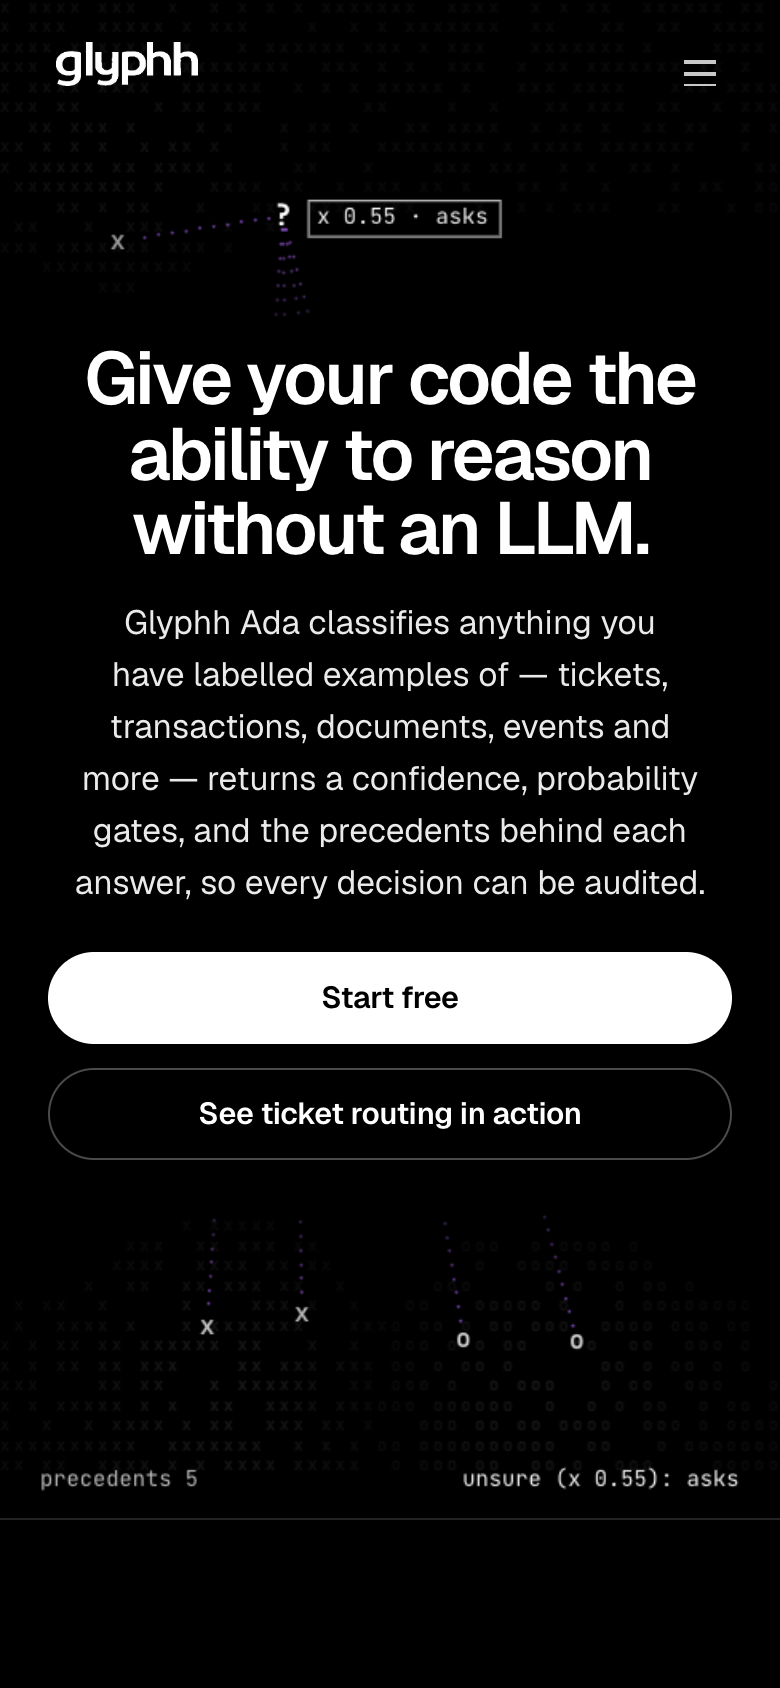 glyphh
? x 0.55 · asks
x
Give your code the
ability to reason
without an LLM.
Glyphh Ada classifies anything you
have labelled examples of — tickets,
transactions, documents, events and
more — returns a confidence, probability
gates, and the precedents behind each
answer, so every decision can be audited.
Start free
See ticket routing in action
x x o o
precedents 5 unsure (x 0.55): asks